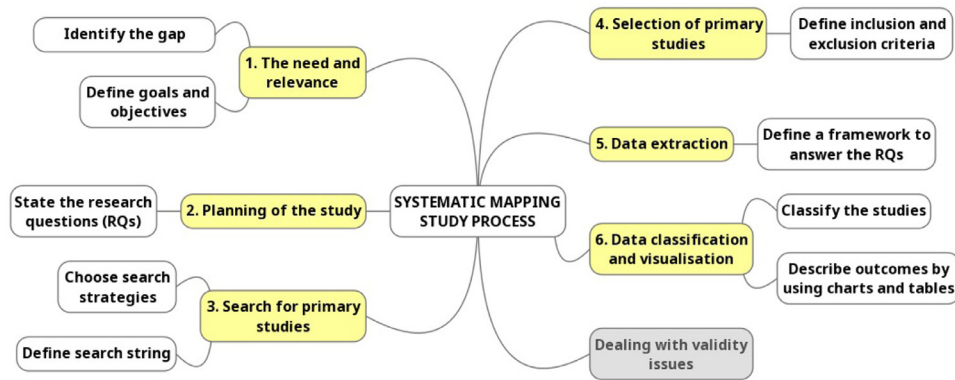 Identify the gap
1. The need and
relevance
Define goals and
objectives
State the research
questions (RQs)
2. Planning of the study
Choose search
strategies
3. Search for primary
studies
Define search string
SYSTEMATIC MAPPING
STUDY PROCESS
4. Selection of primary
studies
Define inclusion and
exclusion criteria
5. Data extraction
Define a framework to
answer the RQs
6. Data classification
and visualisation
Classify the studies
Describe outcomes by
using charts and tables
Dealing with validity
issues